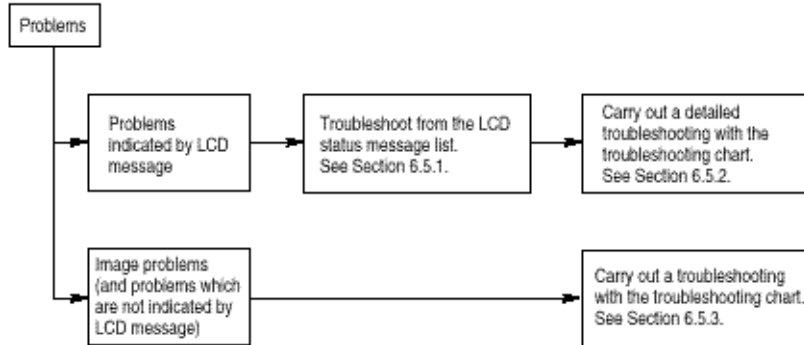 Problems
Problems
indicated by LCD
message
Troubleshoot from the LCD
status message list.
See Section 6.5.1.
Carry out a detailed
troubleshooting with the
troubleshooting chart.
See Section 6.5.2.
Image problems
(and problems which
are not indicated by
LCD message)
Carry out a troubleshooting
with the troubleshooting chart.
See Section 6.5.3.